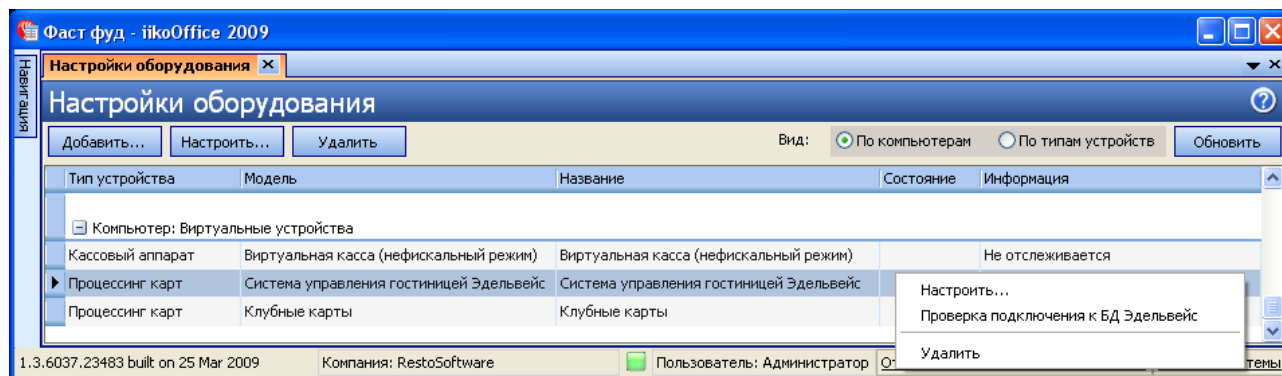 Фаст фуд - iikoOffice 2009
Навигация
Настройки оборудования
Настройки оборудования
Добавить... Настроить... Удалить Вид: По компьютерам По типам устройств Обновить
Тип устройства Модель Название Состояние Информация
Компьютер: Виртуальные устройства
Кассовый аппарат Виртуальная касса (нефискальный режим) Виртуальная касса (нефискальный режим) Не отслеживается
Процессинг карт Система управления гостиницей Эдельвейс Система управления гостиницей Эдельвейс
Процессинг карт Клубные карты Клубные карты
Настроить...
Проверка подключения к БД Эдельвейс
Удалить
1.3.6037.23483 built on 25 Mar 2009 Компания: RestoSoftware Пользователь: Администратор